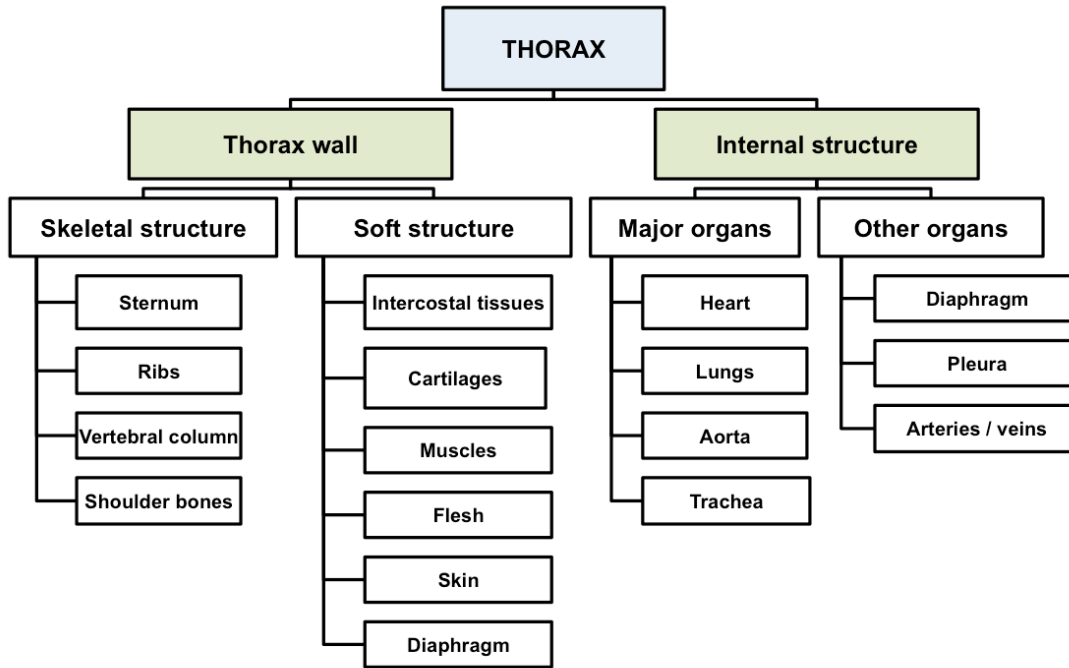 THORAX
Thorax wall
Internal structure
Skeletal structure
Soft structure
Major organs
Other organs
Sternum
Ribs
Vertebral column
Shoulder bones
Intercostal tissues
Cartilages
Muscles
Flesh
Skin
Diaphragm
Heart
Lungs
Aorta
Trachea
Diaphragm
Pleura
Arteries / veins